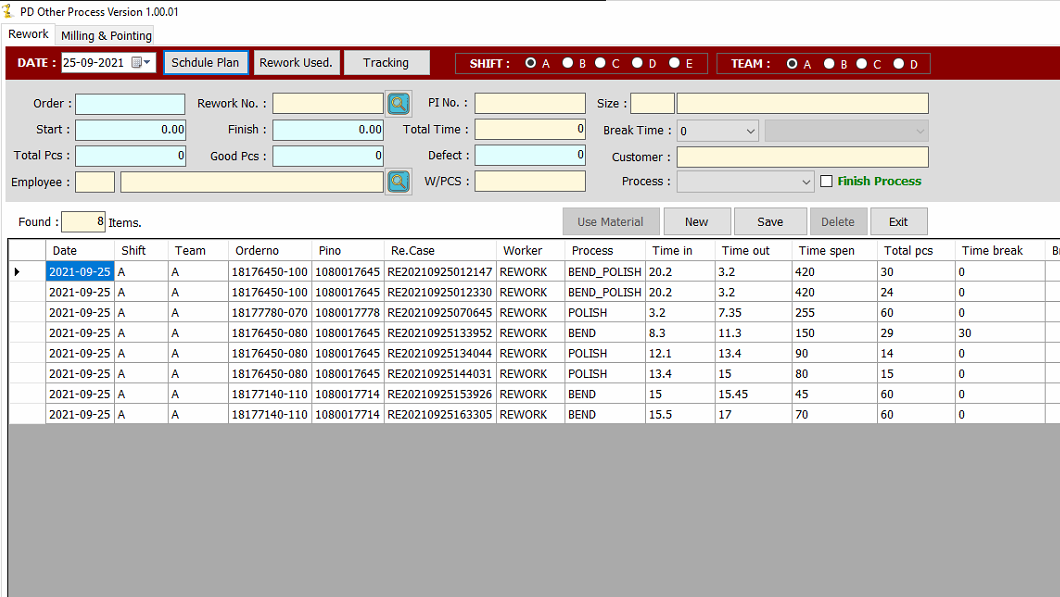 PD Other Process Version 1.00.01
Rework Milling & Pointing
DATE : 25-09-2021 Schdule Plan Rework Used. Tracking SHIFT : A B C D E TEAM : A B C D
Order : Rework No. : PI No. : Size :
Start : 0.00 Finish : 0.00 Total Time : 0 Break Time : 0
Total Pcs : 0 Good Pcs : 0 Defect : 0 Customer :
Employee : W/PCS : Process : Finish Process
Found : 8 Items. Use Material New Save Delete Exit
Date Shift Team Orderno Pino Re.Case Worker Process Time in Time out Time spen Total pcs Time break
2021-09-25 A A 18176450-100 1080017645 RE20210925012147 REWORK BEND_POLISH 20.2 3.2 420 30 0
2021-09-25 A A 18176450-100 1080017645 RE20210925012330 REWORK BEND_POLISH 20.2 3.2 420 24 0
2021-09-25 A A 18177780-070 1080017778 RE20210925070645 REWORK POLISH 3.2 7.35 255 60 0
2021-09-25 A A 18176450-080 1080017645 RE20210925133952 REWORK BEND 8.3 11.3 150 29 30
2021-09-25 A A 18176450-080 1080017645 RE20210925134044 REWORK POLISH 12.1 13.4 90 14 0
2021-09-25 A A 18176450-080 1080017645 RE20210925144031 REWORK POLISH 13.4 15 80 15 0
2021-09-25 A A 18177140-110 1080017714 RE20210925153926 REWORK BEND 15 15.45 45 60 0
2021-09-25 A A 18177140-110 1080017714 RE20210925163305 REWORK BEND 15.5 17 70 60 0